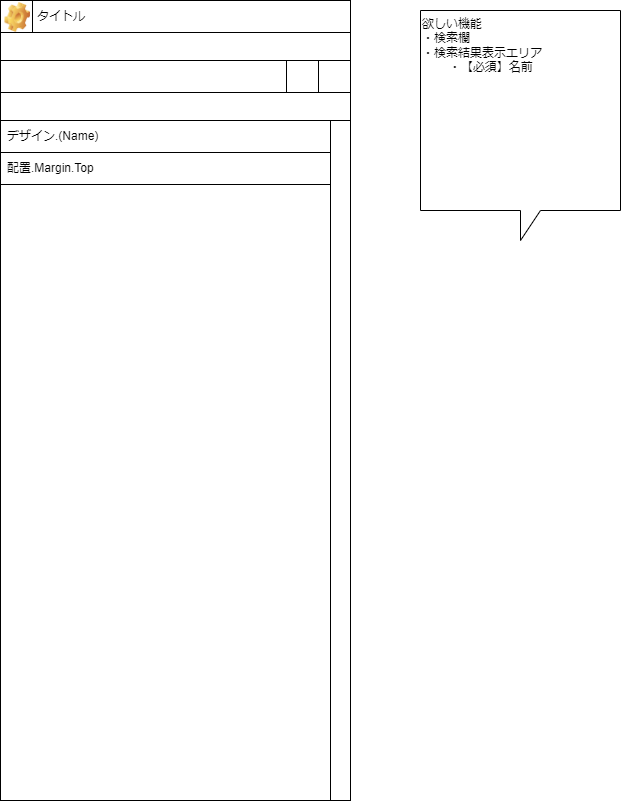 タイトル
デザイン.(Name)
配置.Margin.Top
欲しい機能
・検索欄
・検索結果表示エリア
・【必須】名前